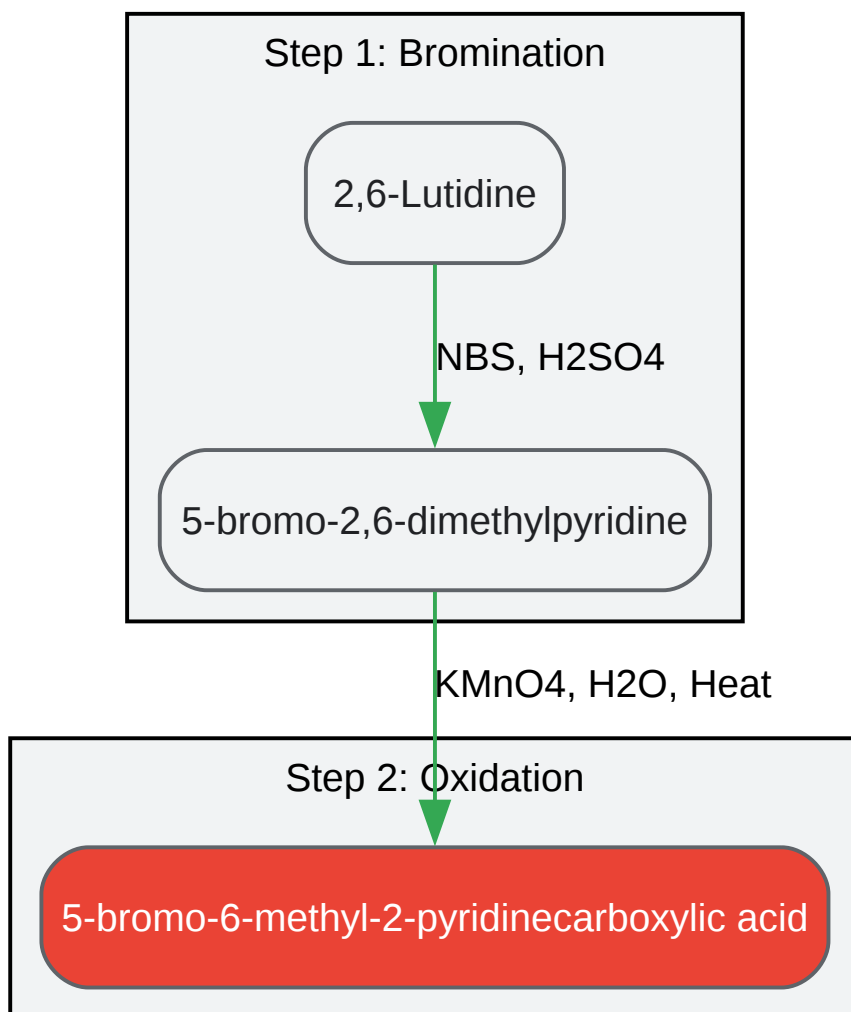 Step 1: Bromination
2,6-Lutidine
NBS, H2SO4
5-bromo-2,6-dimethylpyridine
KMnO4, H2O, Heat
Step 2: Oxidation
5-bromo-6-methyl-2-pyridinecarboxylic acid